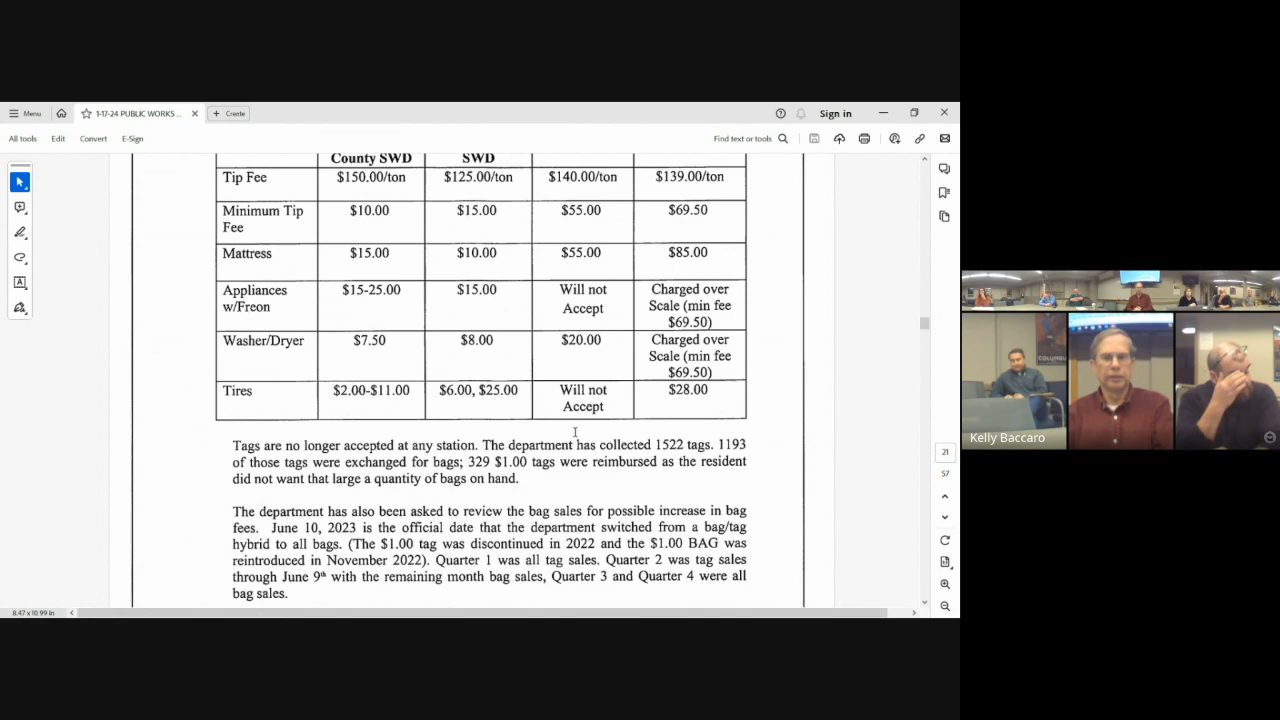 Menu
1-17-24 PUBLIC WORKS ...
Create
Sign in
All tools
Edit
Convert
E-Sign
Find text or tools
County SWD SWD
Tip Fee $150.00/ton $125.00/ton $140.00/ton $139.00/ton
Minimum Tip Fee $10.00 $15.00 $55.00 $69.50
Mattress $15.00 $10.00 $55.00 $85.00
Appliances w/Freon $15-25.00 $15.00 Will not Accept Charged over Scale (min fee $69.50)
Washer/Dryer $7.50 $8.00 $20.00 Charged over Scale (min fee $69.50)
Tires $2.00-$11.00 $6.00, $25.00 Will not Accept $28.00
Tags are no longer accepted at any station. The department has collected 1522 tags. 1193
of those tags were exchanged for bags; 329 $1.00 tags were reimbursed as the resident
did not want that large a quantity of bags on hand.
The department has also been asked to review the bag sales for possible increase in bag
fees. June 10, 2023 is the official date that the department switched from a bag/tag
hybrid to all bags. (The $1.00 tag was discontinued in 2022 and the $1.00 BAG was
reintroduced in November 2022). Quarter 1 was all tag sales. Quarter 2 was tag sales
through June 9th with the remaining month bag sales, Quarter 3 and Quarter 4 were all
bag sales.
8.47 x 10.99 in
21
57
Kelly Baccaro